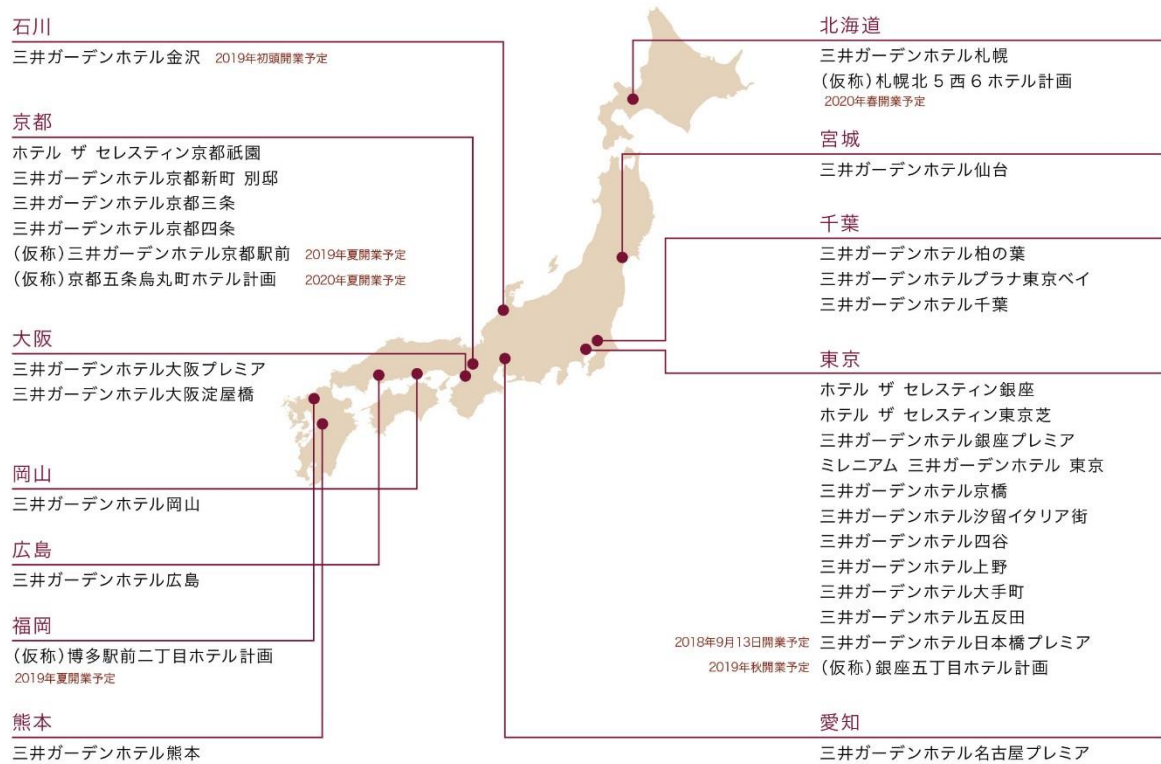 石川
三井ガーデンホテル金沢 2019年初頭開業予定
京都
ホテル ザ セレスティン京都祇園
三井ガーデンホテル京都新町 別邸
三井ガーデンホテル京都三条
三井ガーデンホテル京都四条
(仮称)三井ガーデンホテル京都駅前 2019年夏開業予定
(仮称)京都五条烏丸町ホテル計画 2020年夏開業予定
大阪
三井ガーデンホテル大阪プレミア
三井ガーデンホテル大阪淀屋橋
岡山
三井ガーデンホテル岡山
広島
三井ガーデンホテル広島
福岡
(仮称)博多駅前二丁目ホテル計画
2019年夏開業予定
熊本
三井ガーデンホテル熊本
北海道
三井ガーデンホテル札幌
(仮称)札幌北5西6ホテル計画
2020年春開業予定
宮城
三井ガーデンホテル仙台
千葉
三井ガーデンホテル柏の葉
三井ガーデンホテルプラナ東京ベイ
三井ガーデンホテル千葉
東京
ホテル ザ セレスティン銀座
ホテル ザ セレスティン東京芝
三井ガーデンホテル銀座プレミア
ミレニアム 三井ガーデンホテル 東京
三井ガーデンホテル京橋
三井ガーデンホテル汐留イタリア街
三井ガーデンホテル四谷
三井ガーデンホテル上野
三井ガーデンホテル大手町
三井ガーデンホテル五反田
2018年9月13日開業予定 三井ガーデンホテル日本橋プレミア
2019年秋開業予定 (仮称)銀座五丁目ホテル計画
愛知
三井ガーデンホテル名古屋プレミア